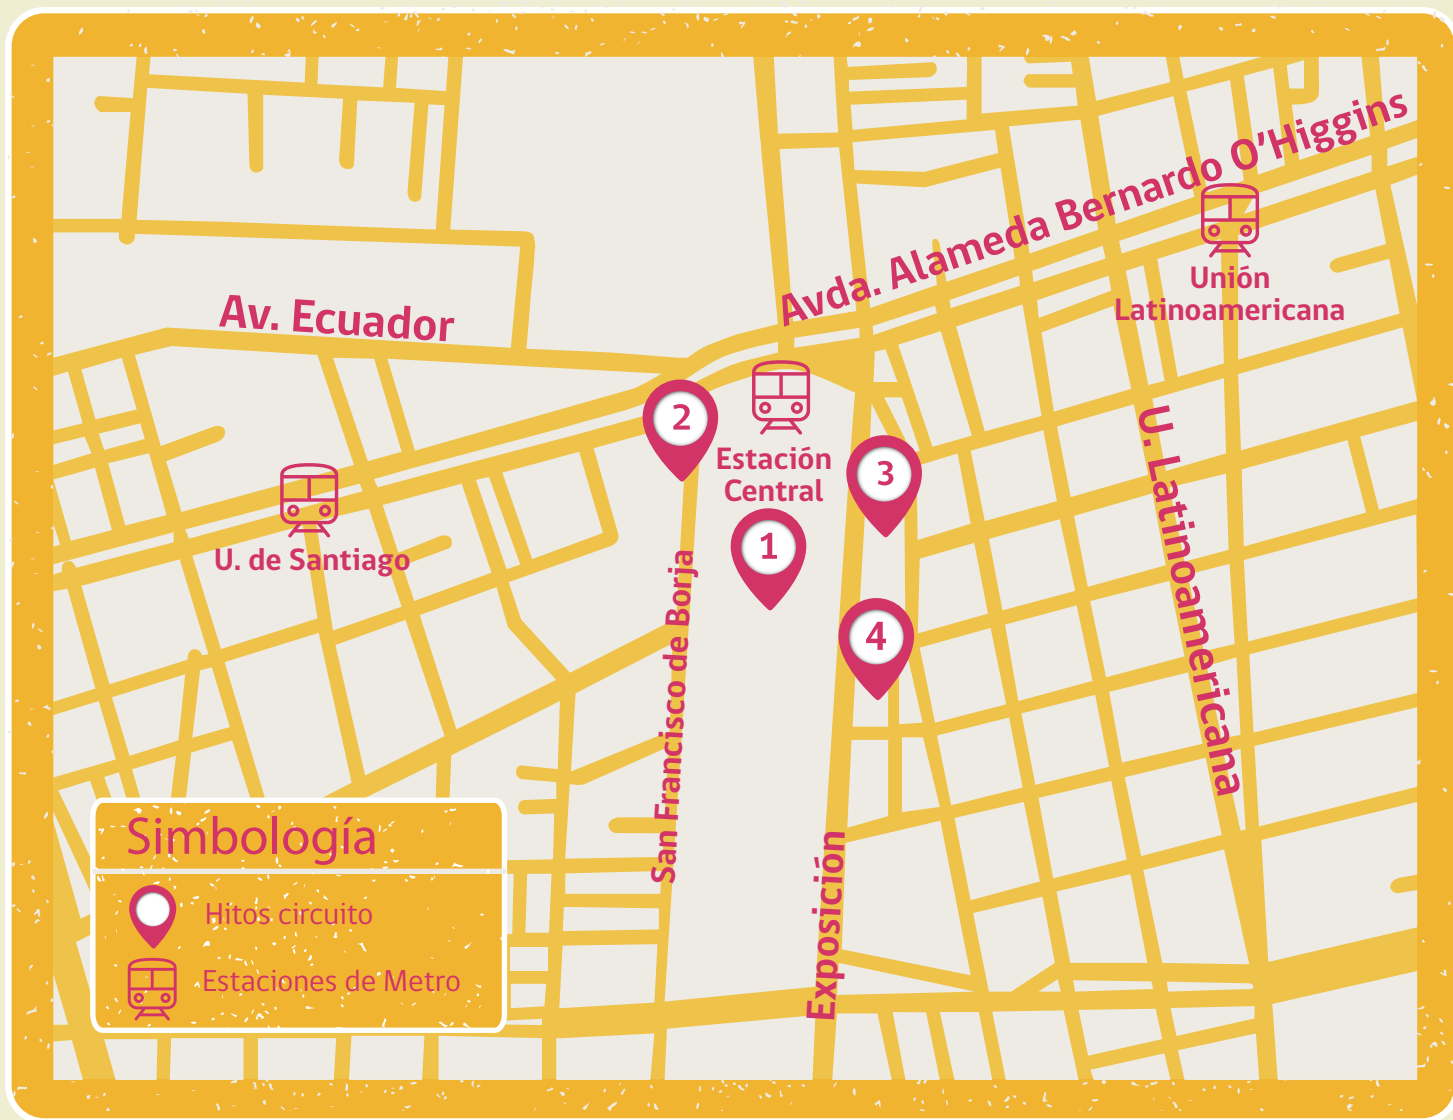 Avda. Alameda Bernardo O'Higgins
Unión
Latinoamericana
Av. Ecuador
2
Estación
Central
3
U. de Santiago
1
4
San Francisco de Borja
U. Latinoamericana
Exposición
Simbología
Hitos circuito
Estaciones de Metro